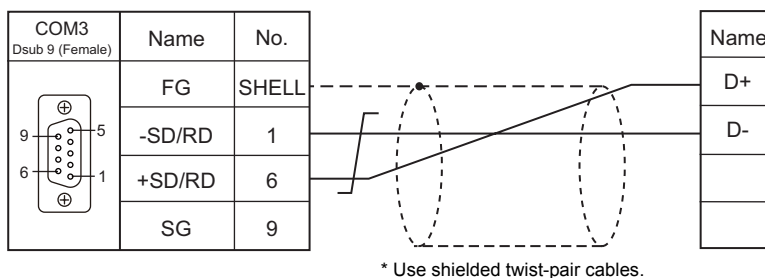 COM3
Dsub 9 (Female)
Name
No.
Name
FG
SHELL
D+
-SD/RD
1
D-
+SD/RD
6
SG
9
9
5
6
1
* Use shielded twist-pair cables.